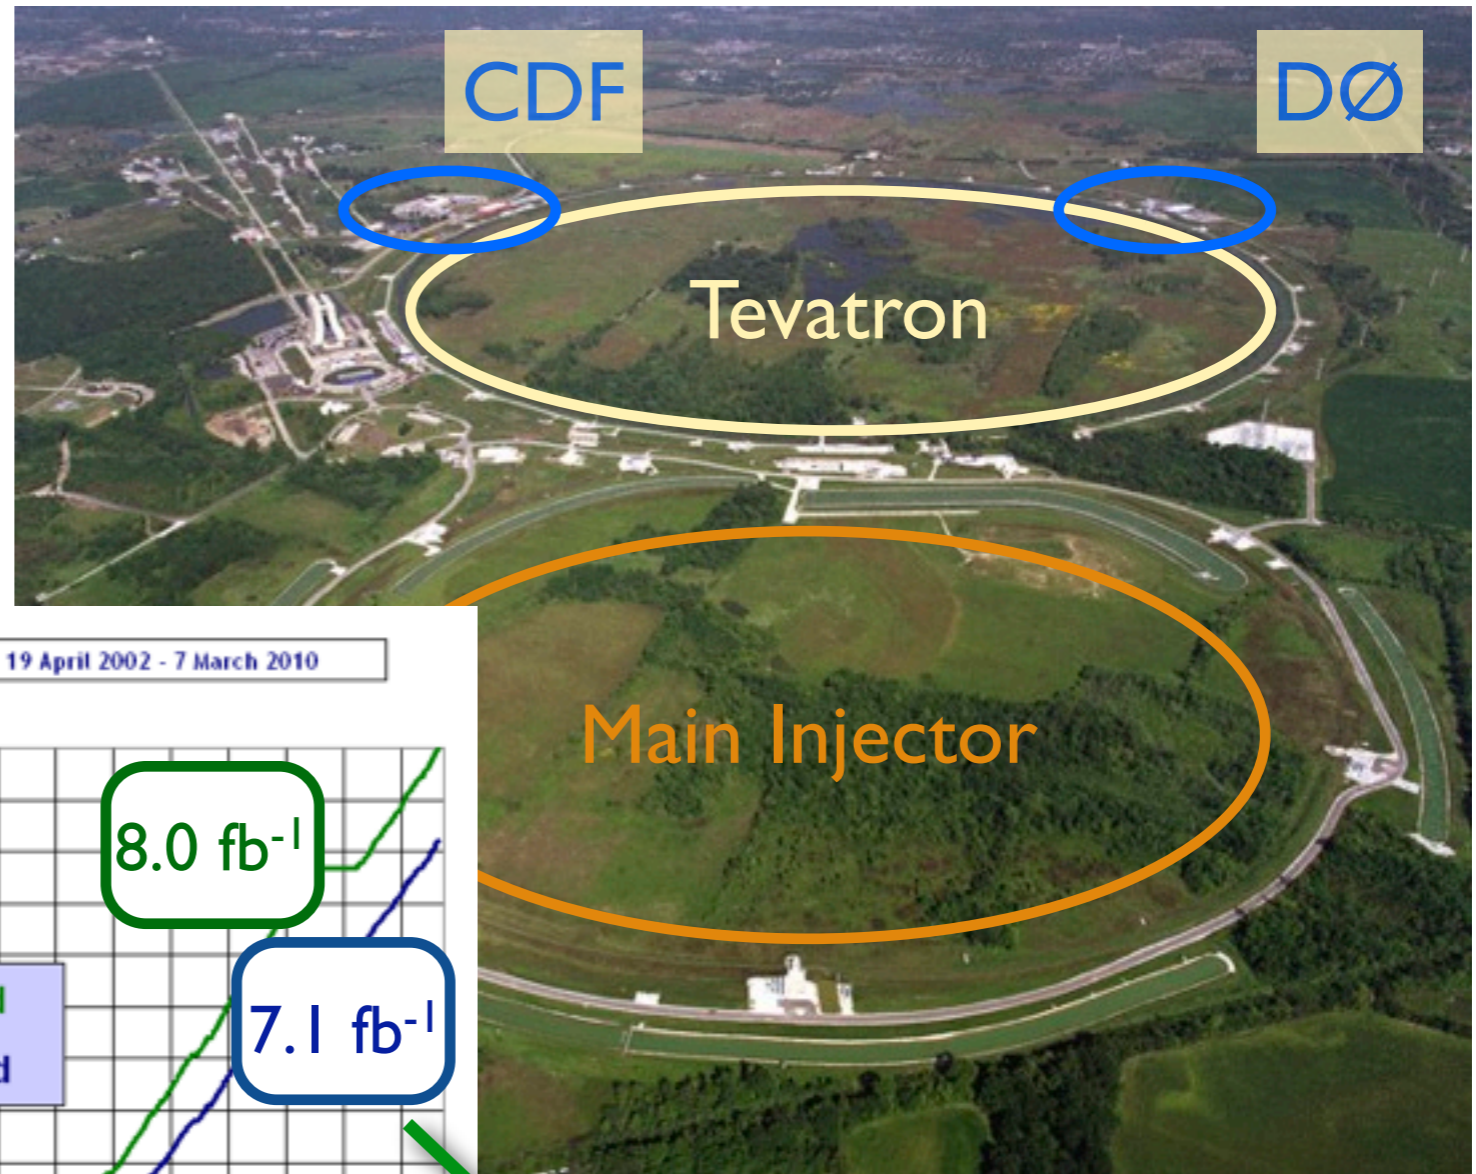 CDF
DØ
Tevatron
Main Injector
19 April 2002 - 7 March 2010
8.0 fb⁻¹
7.1 fb⁻¹